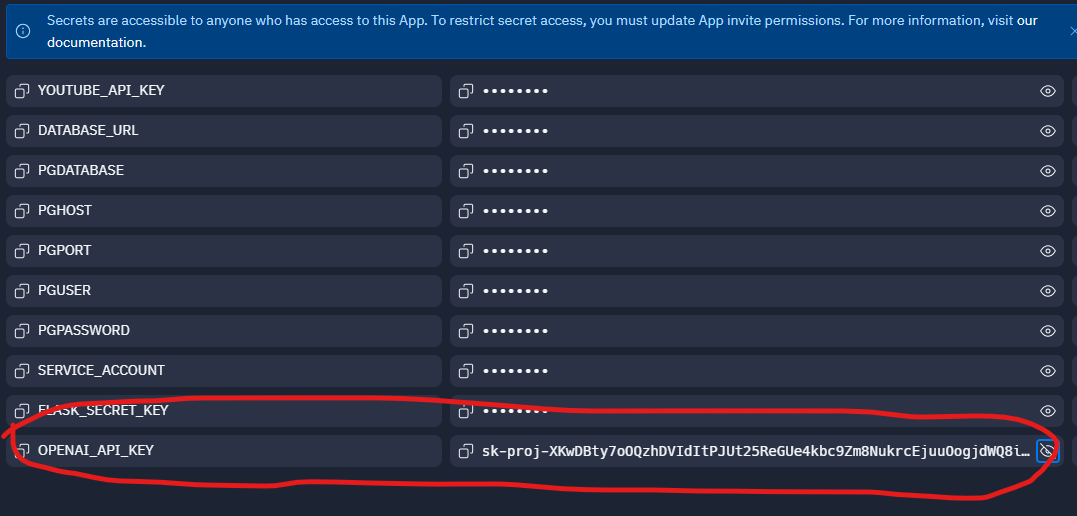 Secrets are accessible to anyone who has access to this App. To restrict secret access, you must update App invite permissions. For more information, visit our
documentation.
YOUTUBE_API_KEY ••••••••
DATABASE_URL ••••••••
PGDATABASE ••••••••
PGHOST ••••••••
PGPORT ••••••••
PGUSER ••••••••
PGPASSWORD ••••••••
SERVICE_ACCOUNT ••••••••
FLASK_SECRET_KEY ••••••••
OPENAI_API_KEY sk-proj-XKwDBty7oOQzhDVIdItPJUt25ReGUe4kbc9Zm8NukrcEjuuOogjdWQ8i…